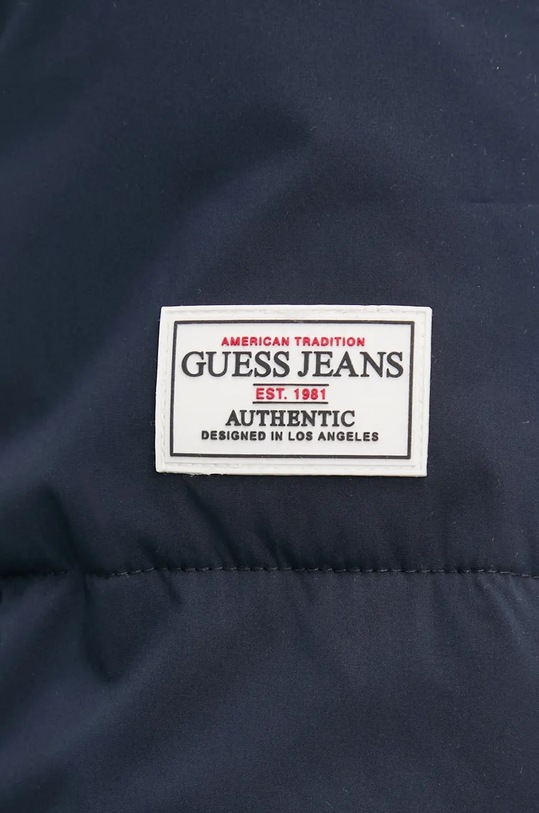 AMERICAN TRADITION
GUESS JEANS
EST. 1981
AUTHENTIC
DESIGNED IN LOS ANGELES